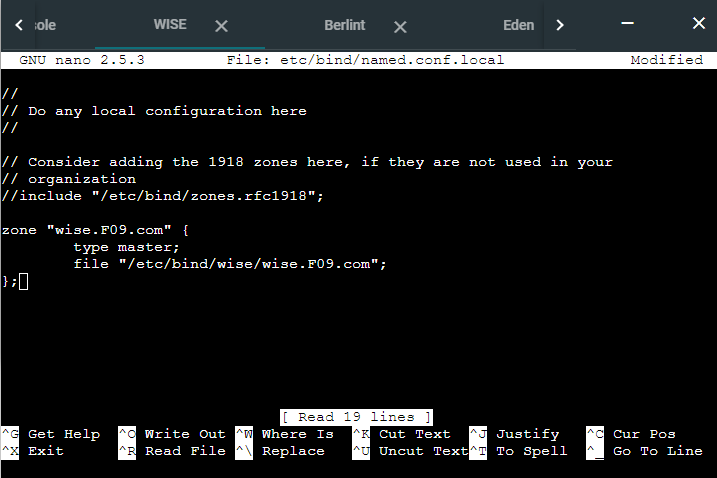 sole WISE Berlint Eden
GNU nano 2.5.3 File: etc/bind/named.conf.local Modified
//
// Do any local configuration here
//
// Consider adding the 1918 zones here, if they are not used in your
// organization
//include "/etc/bind/zones.rfc1918";
zone "wise.F09.com" {
type master;
file "/etc/bind/wise/wise.F09.com";
};
[ Read 19 lines ]
^G Get Help ^O Write Out ^W Where Is ^K Cut Text ^J Justify ^C Cur Pos
^X Exit ^R Read File ^\ Replace ^U Uncut Text ^T To Spell ^_ Go To Line